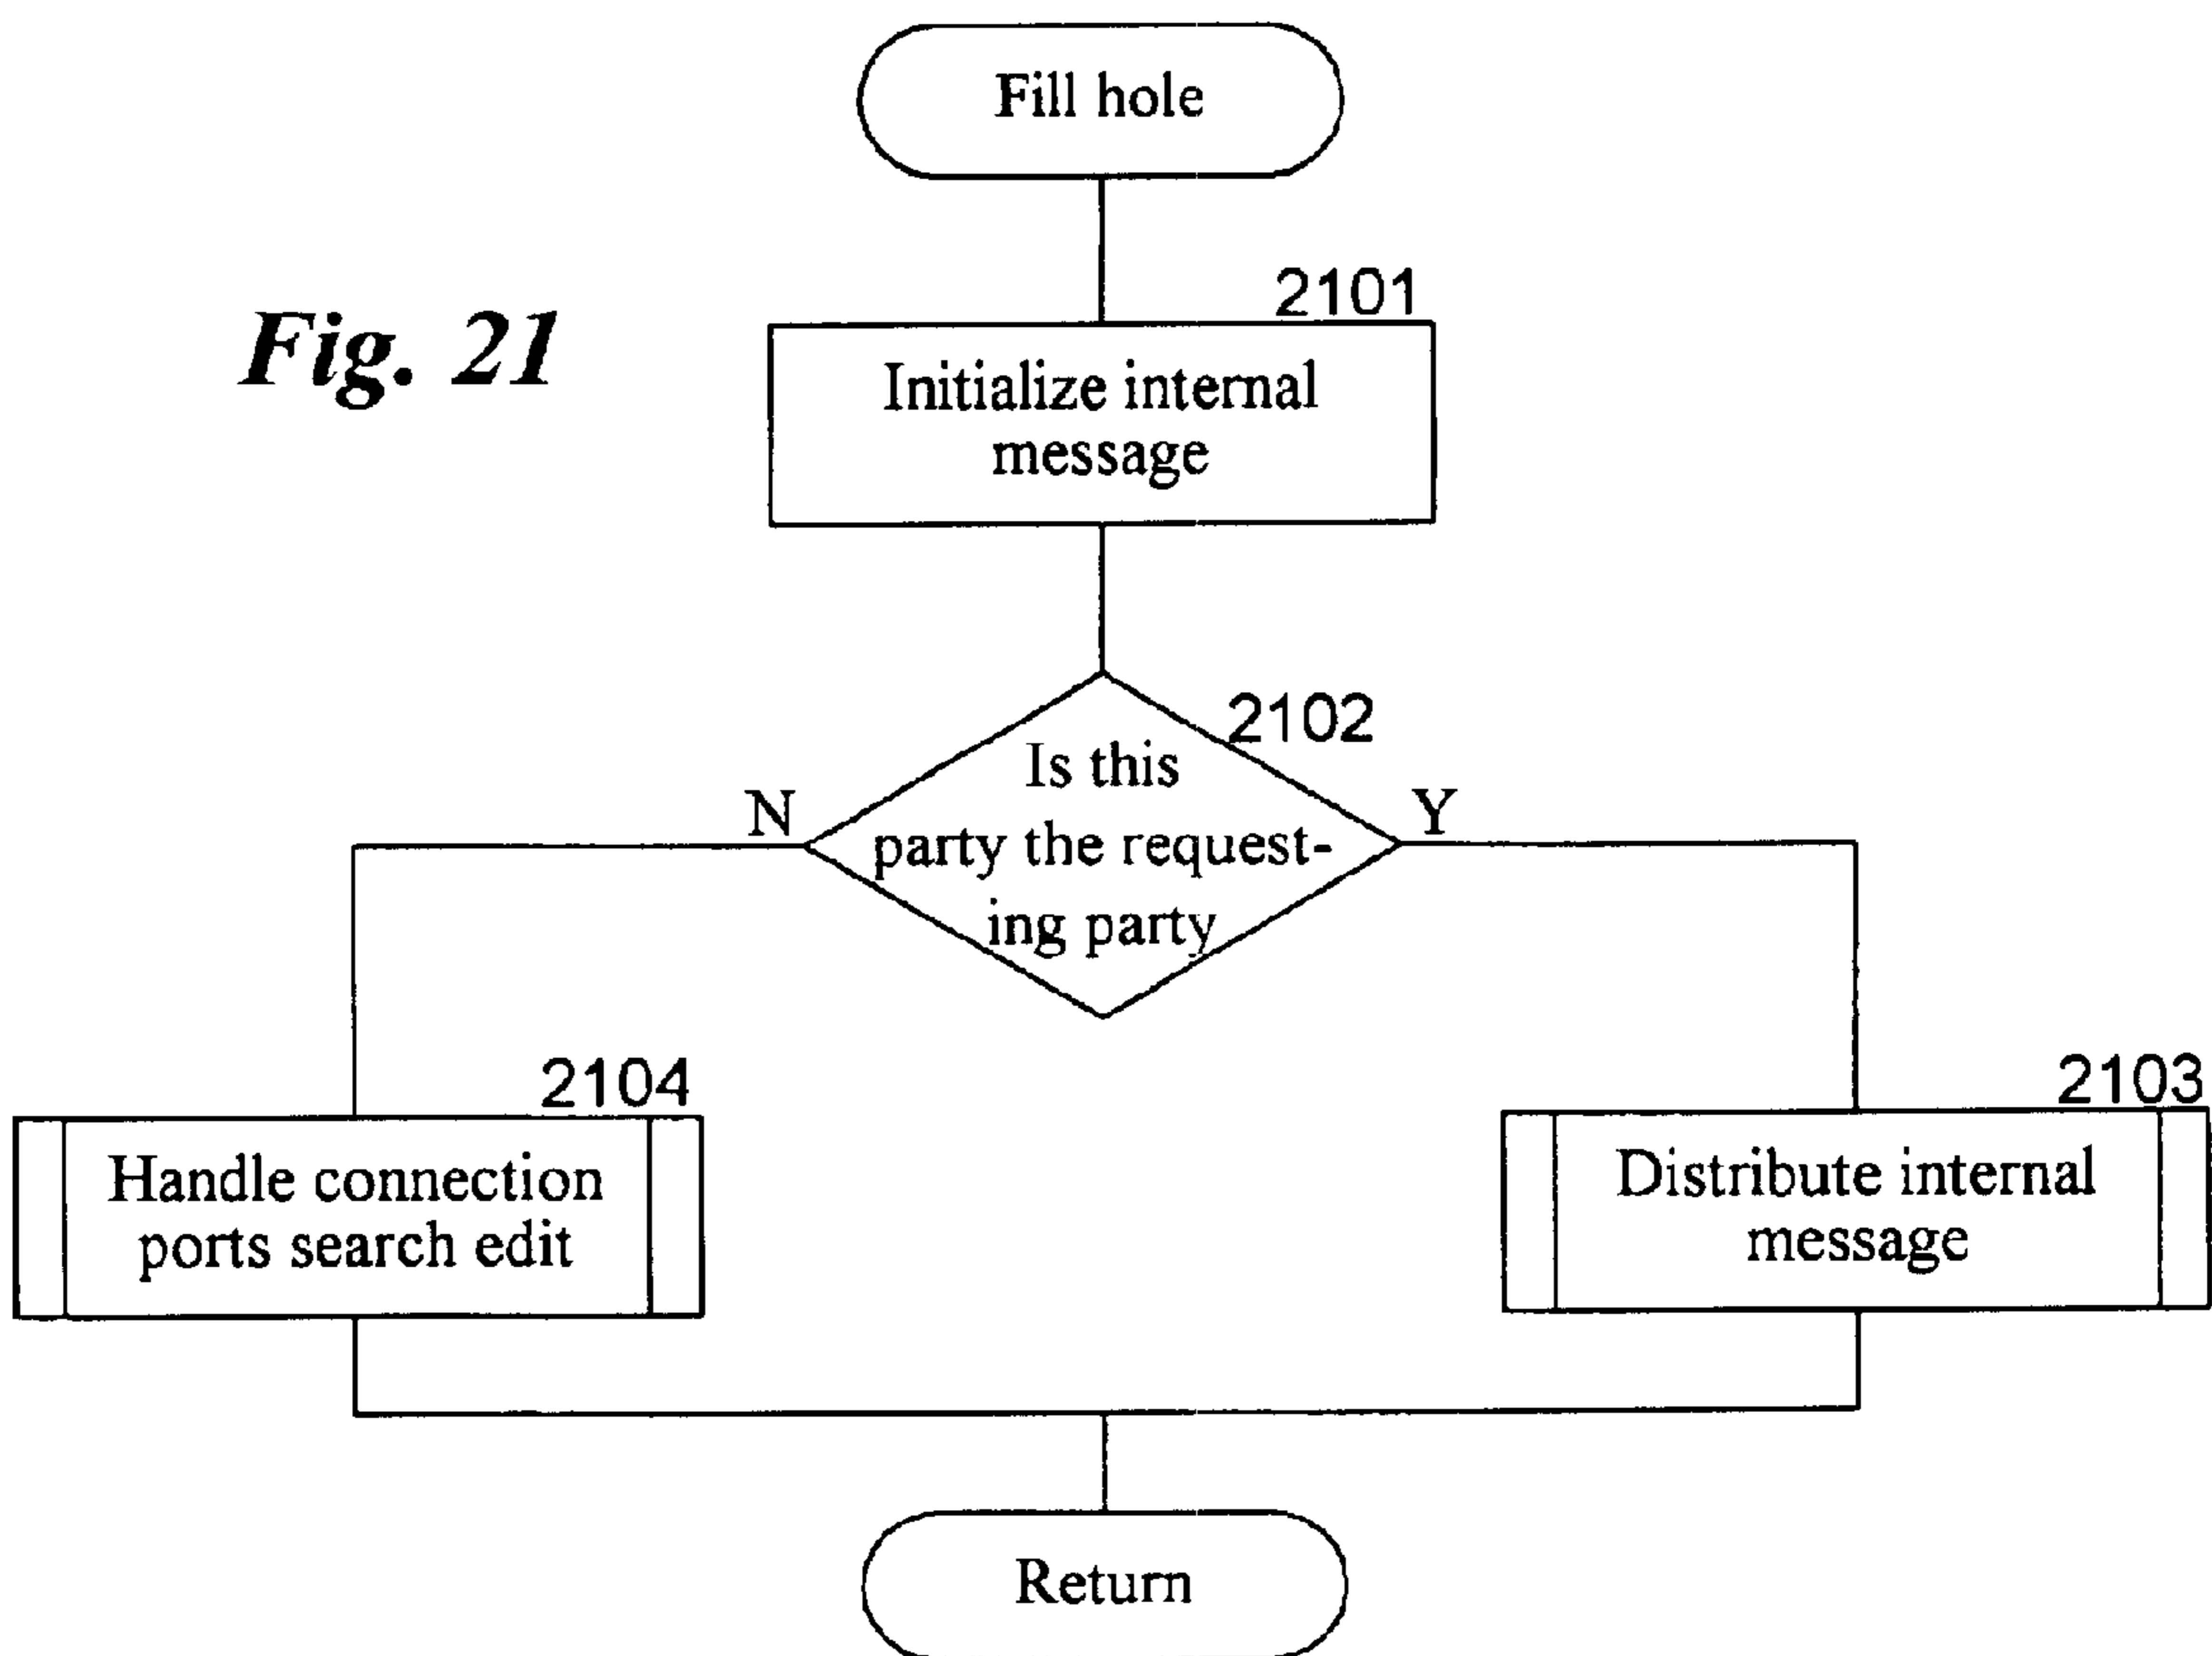 Fill hole
Fig. 21
2101
Initialize internal
message
2102
Is this
party the request-
ing party
N
Y
2104
Handle connection
ports search edit
2103
Distribute internal
message
Return